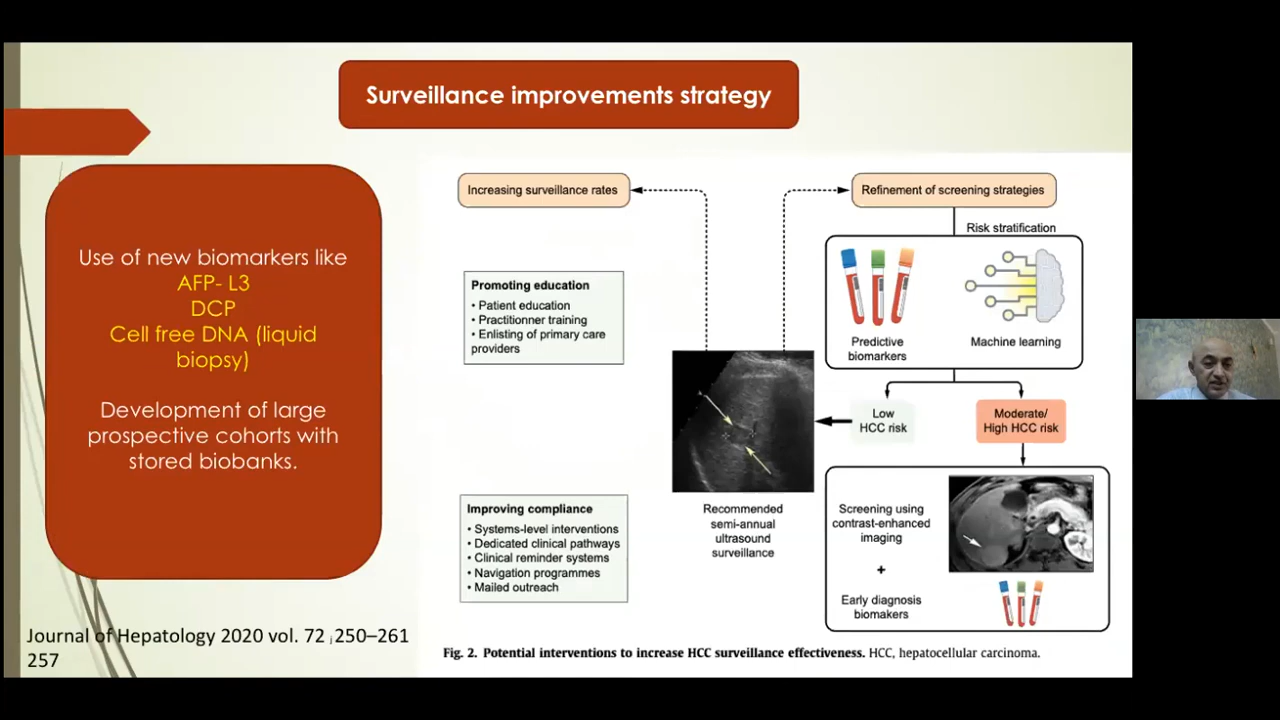 Surveillance improvements strategy
Use of new biomarkers like
AFP- L3
DCP
Cell free DNA (liquid
biopsy)
Development of large
prospective cohorts with
stored biobanks.
Journal of Hepatology 2020 vol. 72 250–261
257
Increasing surveillance rates
Promoting education
• Patient education
• Practitionner training
• Enlisting of primary care
providers
Improving compliance
• Systems-level interventions
• Dedicated clinical pathways
• Clinical reminder systems
• Navigation programmes
• Mailed outreach
Recommended
semi-annual
ultrasound
surveillance
Refinement of screening strategies
Risk stratification
Predictive
biomarkers
Machine learning
Low
HCC risk
Moderate/
High HCC risk
Screening using
contrast-enhanced
imaging
+
Early diagnosis
biomakers
Fig. 2. Potential interventions to increase HCC surveillance effectiveness. HCC, hepatocellular carcinoma.